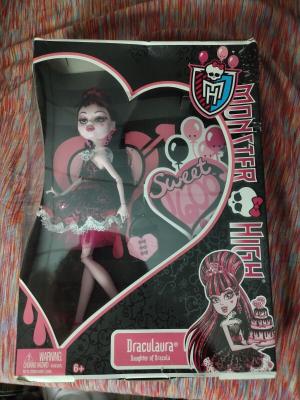 MONSTER HIGH
Sweet
1600
Draculaura®
Daughter of Dracula
6+
WARNING: